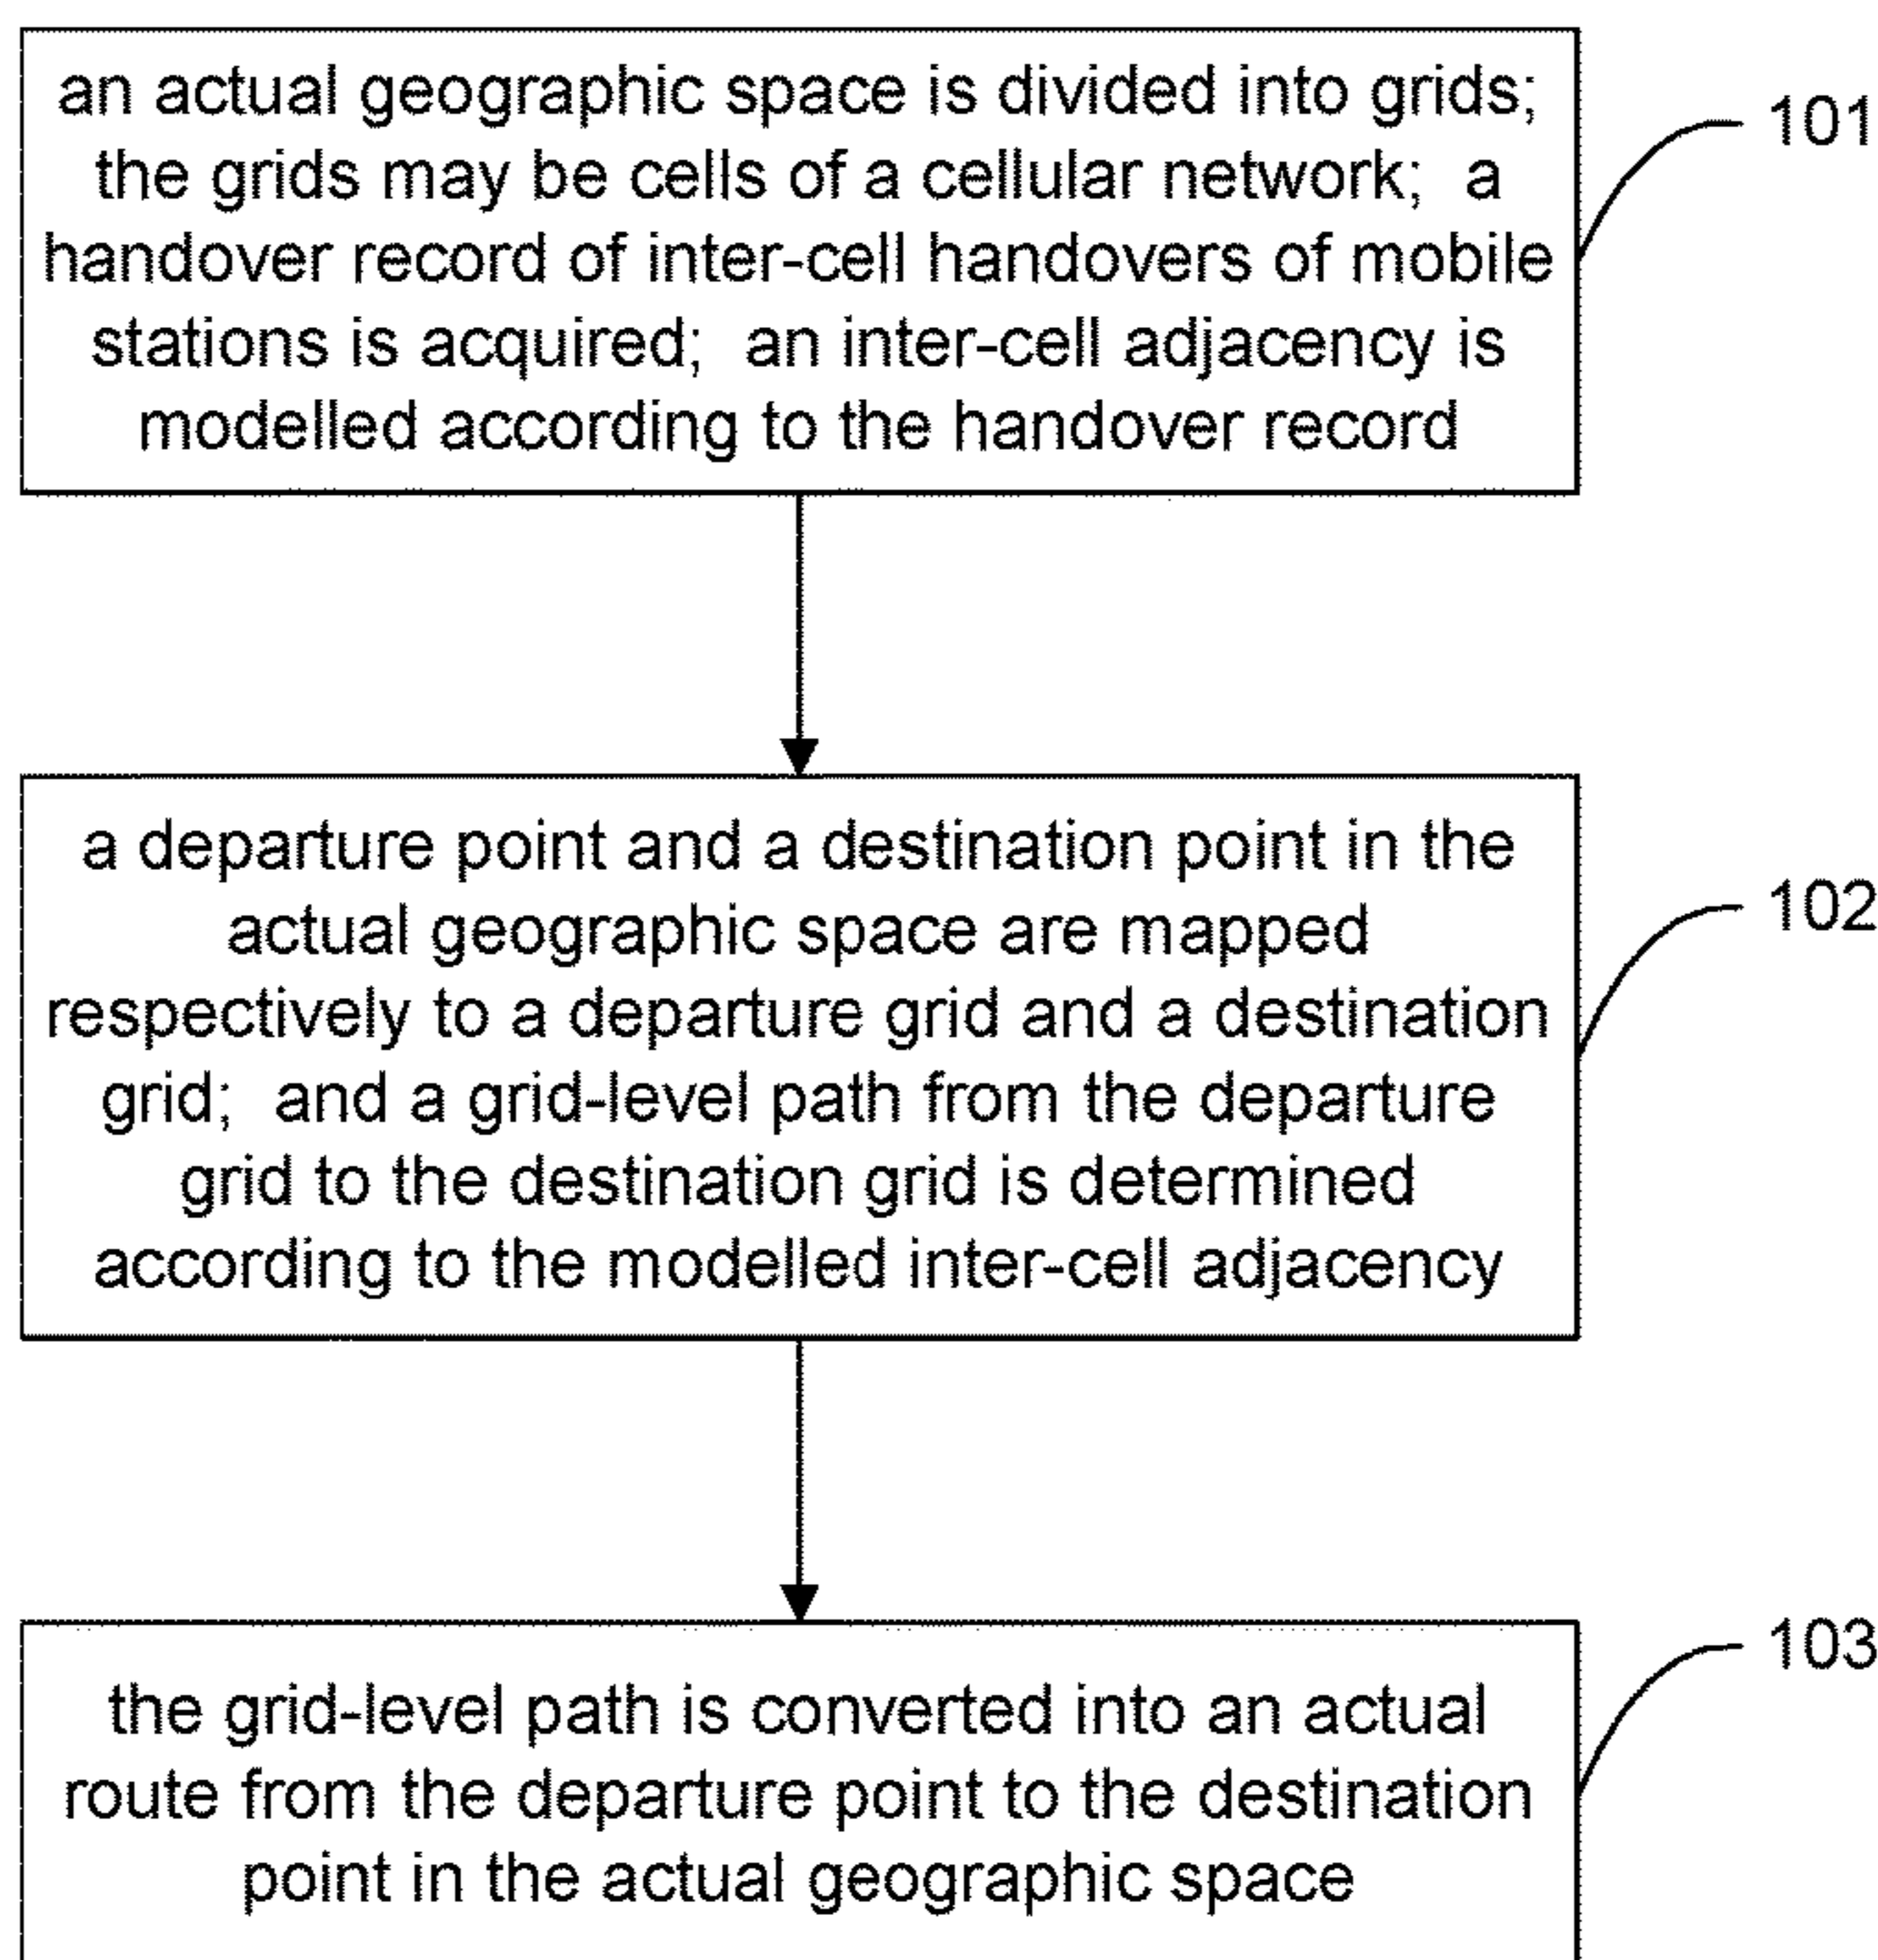 an actual geographic space is divided into grids;
the grids may be cells of a cellular network; a
handover record of inter-cell handovers of mobile
stations is acquired; an inter-cell adjacency is
modelled according to the handover record
101
a departure point and a destination point in the
actual geographic space are mapped
respectively to a departure grid and a destination
grid; and a grid-level path from the departure
grid to the destination grid is determined
according to the modelled inter-cell adjacency
102
the grid-level path is converted into an actual
route from the departure point to the destination
point in the actual geographic space
103